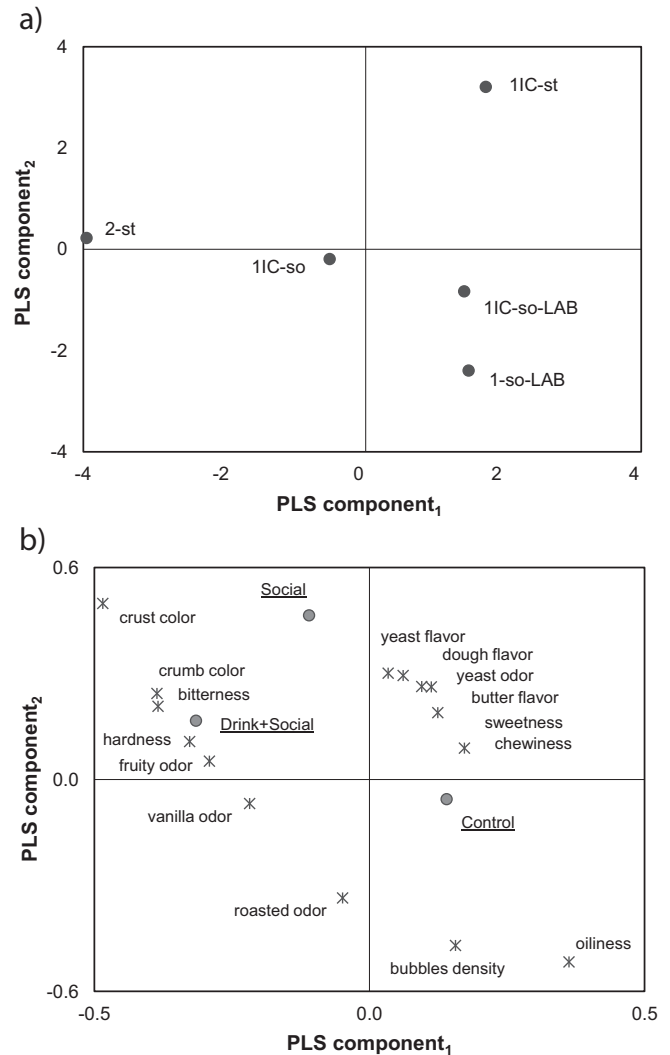 a)
4
2
0
-2
-4
-4
-2
0
2
4
PLS component2
PLS component1
1IC-st
2-st
1IC-so
1IC-so-LAB
1-so-LAB
b)
0.6
0.0
-0.6
-0.5
0.0
0.5
PLS component2
PLS component1
Social
crust color
yeast flavor
dough flavor
crumb color
yeast odor
bitterness
butter flavor
Drink+Social
sweetness
hardness
chewiness
fruity odor
vanilla odor
Control
roasted odor
oiliness
bubbles density